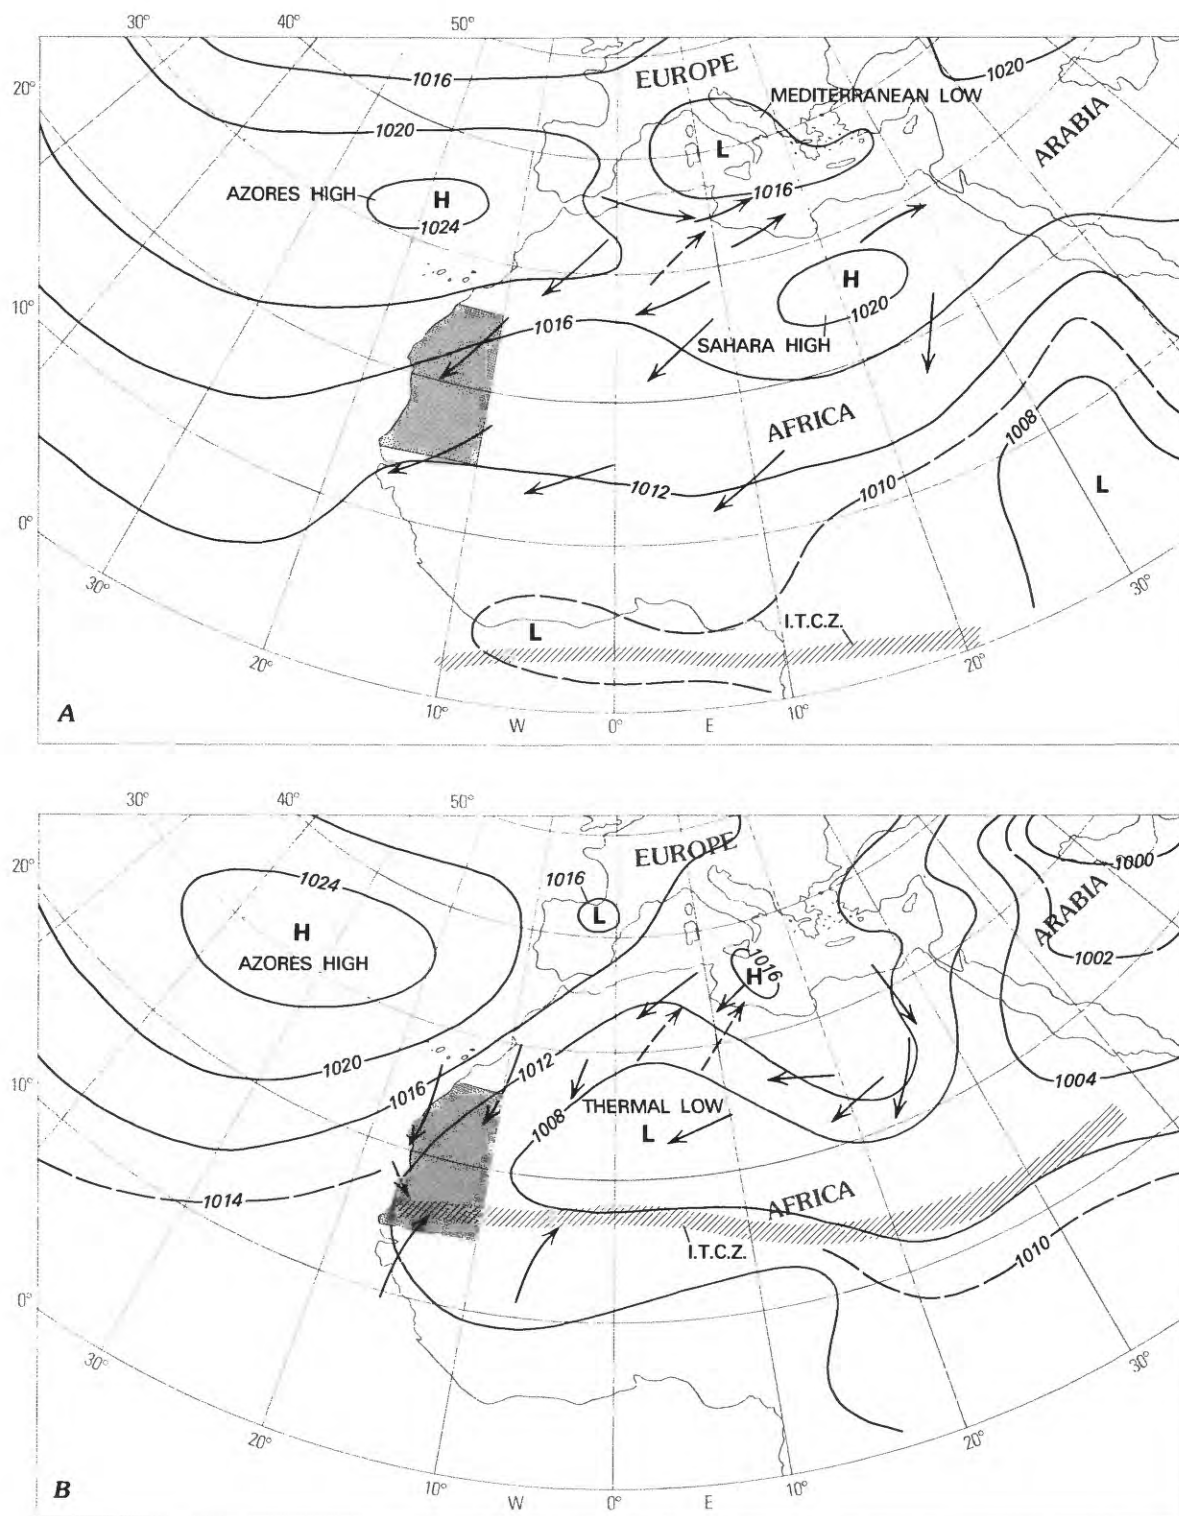 30° 40° 50°
20°
1016
EUROPE
1020
MEDITERRANEAN LOW
1020
L
ARABIA
AZORES HIGH
H
1024
1016
H
10°
1016
1020
SAHARA HIGH
AFRICA
1008
1012
1010
L
0°
30°
I.T.C.Z.
L
30°
20°
20°
A
10° W 0° E 10°
30° 40° 50°
20°
1024
1016
EUROPE
1000
L
ARABIA
H
AZORES HIGH
1016
H
1002
1020
1016
1012
1004
10°
THERMAL LOW
1008
L
1014
AFRICA
I.T.C.Z.
1010
0°
30°
30°
20°
20°
B
10° W 0° E 10°